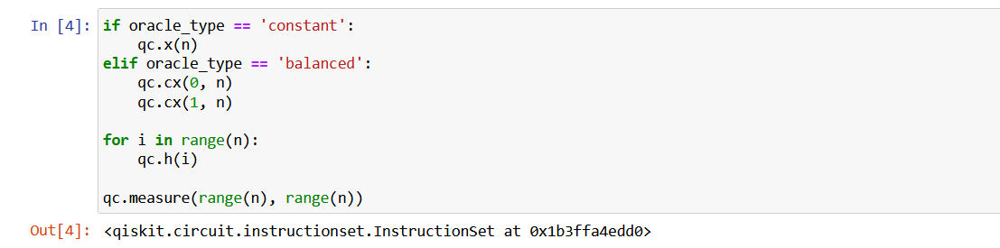 In [4]: if oracle_type == 'constant':
    qc.x(n)
elif oracle_type == 'balanced':
    qc.cx(0, n)
    qc.cx(1, n)

for i in range(n):
    qc.h(i)

qc.measure(range(n), range(n))
Out[4]: <qiskit.circuit.instructionset.InstructionSet at 0x1b3ffa4edd0>